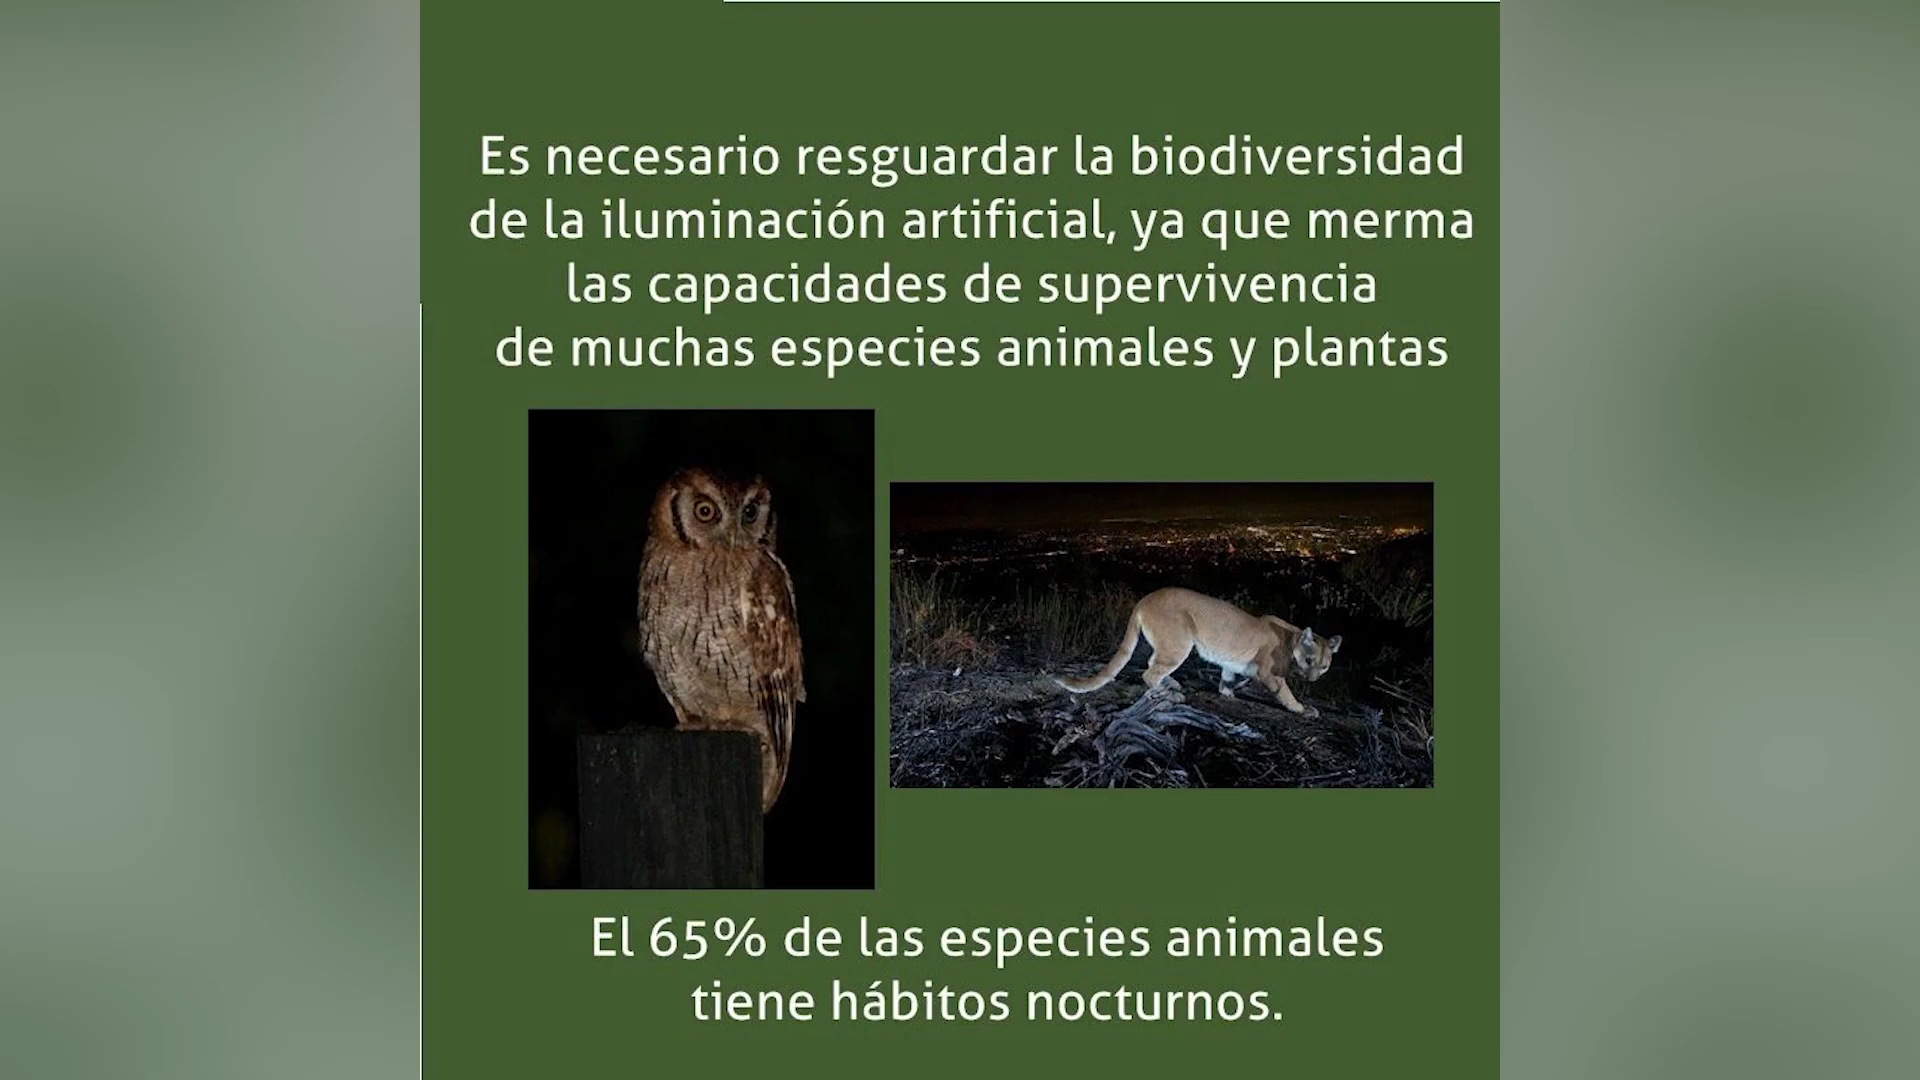 Es necesario resguardar la biodiversidad
de la iluminación artificial, ya que merma
las capacidades de supervivencia
de muchas especies animales y plantas
El 65% de las especies animales
tiene hábitos nocturnos.